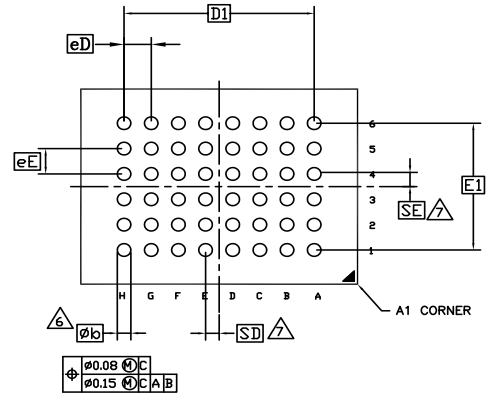 D1
eD
6
5
eE
4
E1
3
SE 7
2
1
H G F E D C B A
A1 CORNER
6 Øb
SD 7
⌖ Ø0.08 Ⓜ C
Ø0.15 Ⓜ C A B